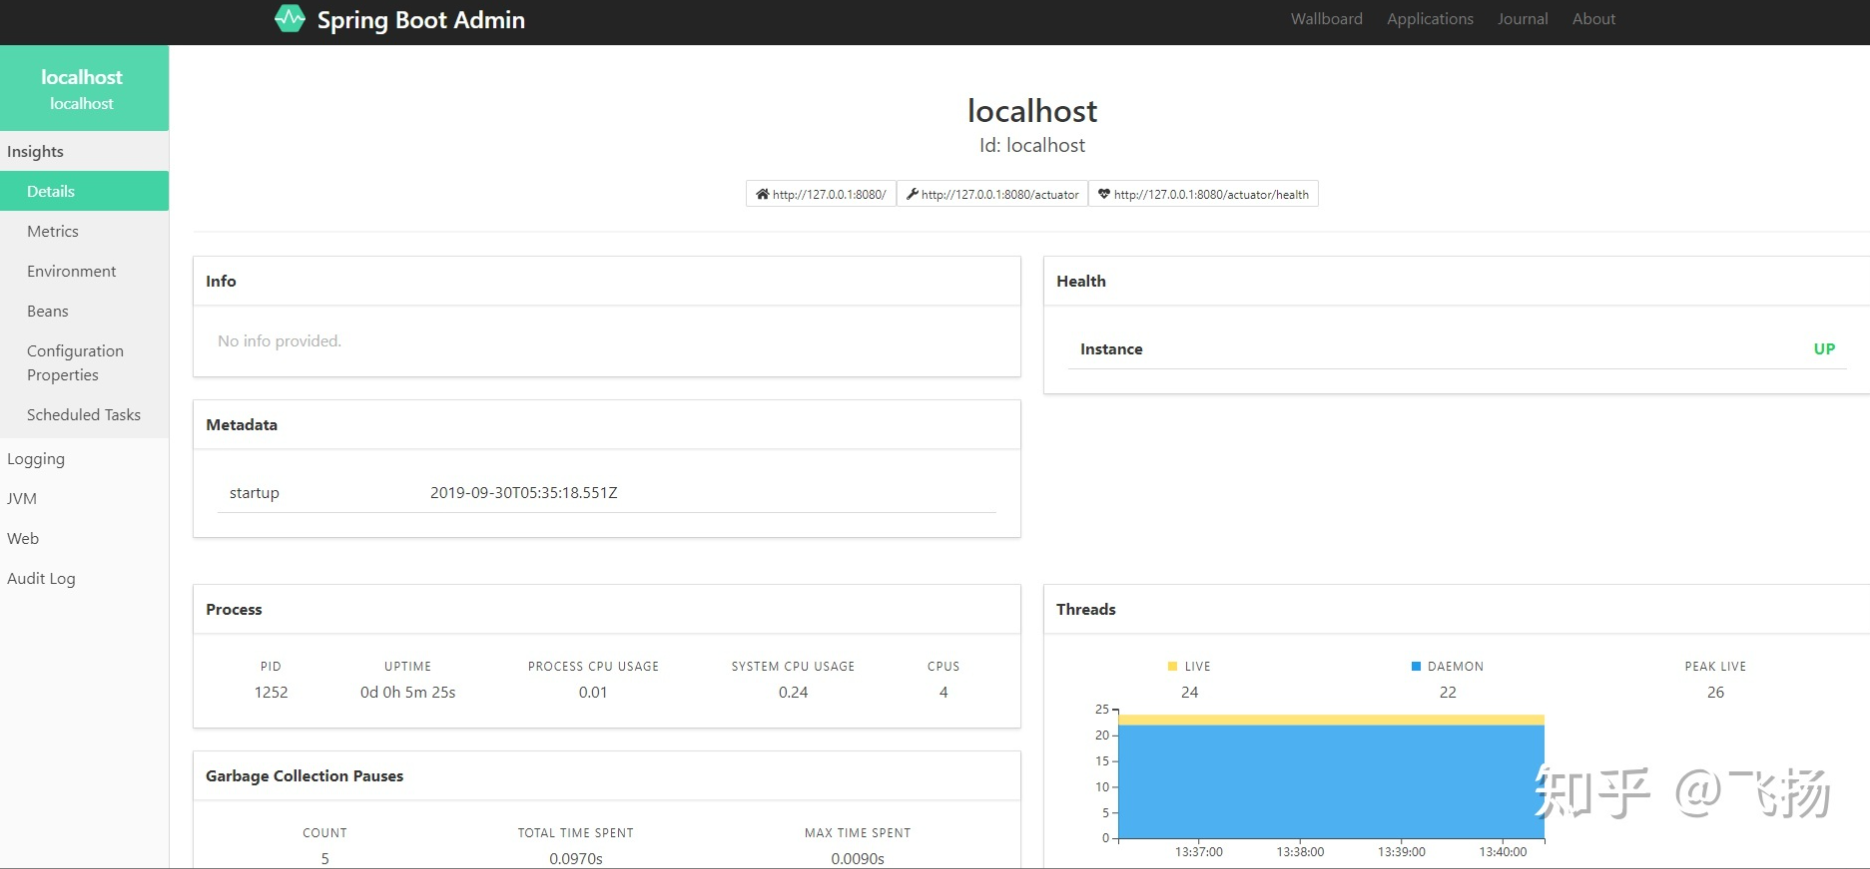 Spring Boot Admin
Wallboard Applications Journal About
localhost
localhost
Insights
Details
Metrics
Environment
Beans
Configuration
Properties
Scheduled Tasks
Logging
JVM
Web
Audit Log
localhost
Id: localhost
http://127.0.0.1:8080/ http://127.0.0.1:8080/actuator http://127.0.0.1:8080/actuator/health
Info
No info provided.
Health
Instance UP
Metadata
startup 2019-09-30T05:35:18.551Z
Process
PID UPTIME PROCESS CPU USAGE SYSTEM CPU USAGE CPUS
1252 0d 0h 5m 25s 0.01 0.24 4
Garbage Collection Pauses
COUNT TOTAL TIME SPENT MAX TIME SPENT
5 0.0970s 0.0090s
Threads
LIVE DAEMON PEAK LIVE
24 22 26
25
20
15
10
5
0
13:37:00 13:38:00 13:39:00 13:40:00
知乎 @飞扬